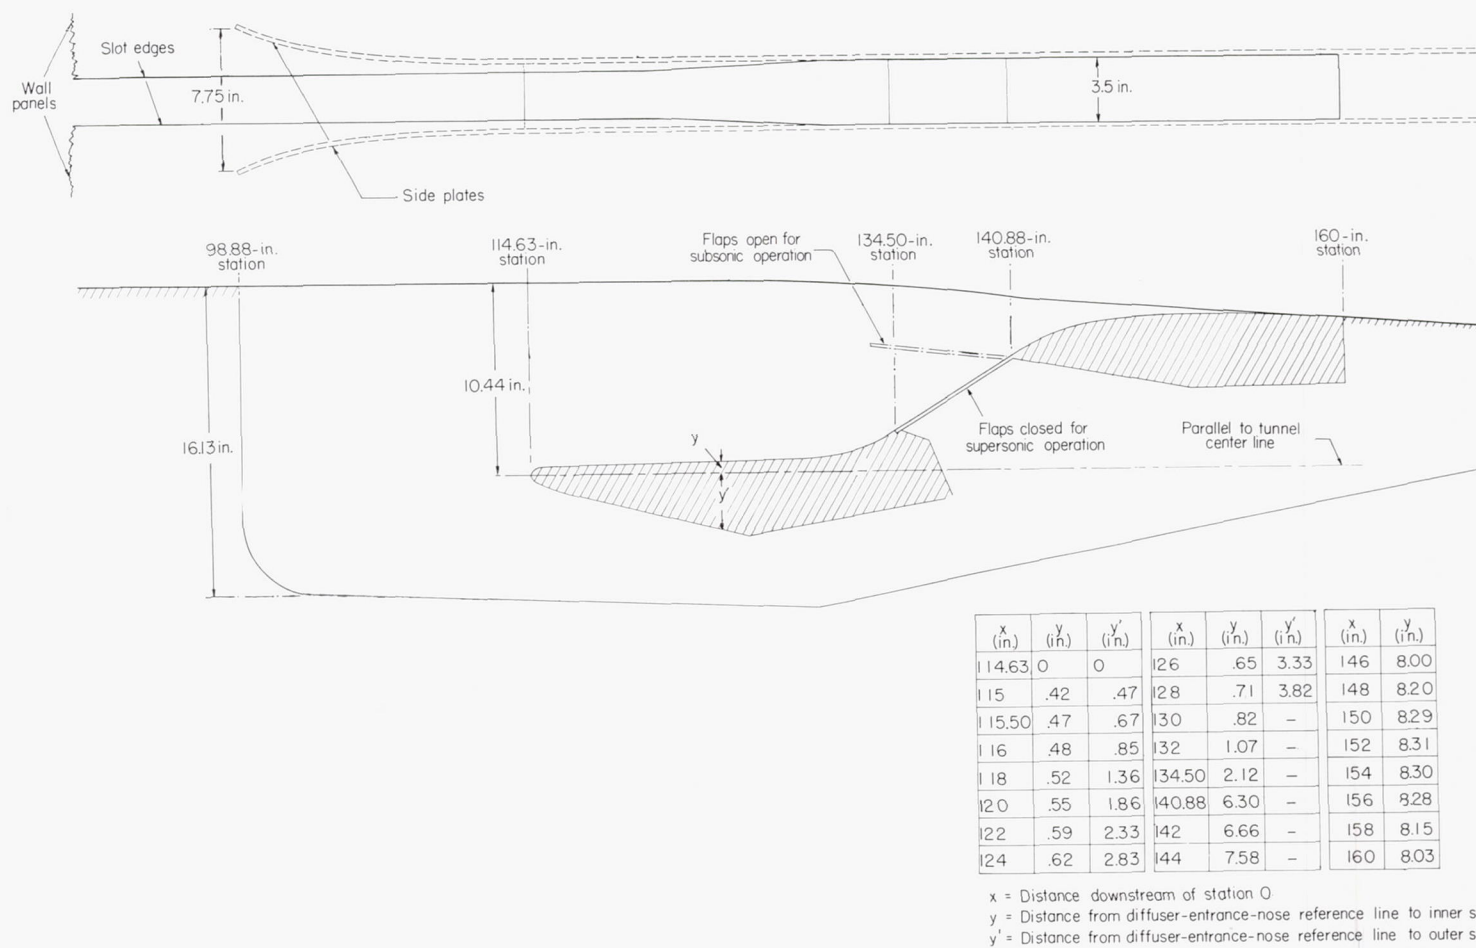 Slot edges
Wall
panels
7.75 in.
3.5 in.
Side plates
98.88-in.
station
114.63-in.
station
Flaps open for
subsonic operation
134.50-in.
station
140.88-in.
station
160-in.
station
10.44 in.
16.13 in.
y
y'
Flaps closed for
supersonic operation
Parallel to tunnel
center line
x (in.) y (in.) y' (in.) x (in.) y (in.) y' (in.) x (in.) y (in.)
114.63 0 0 126 .65 3.33 146 8.00
115 .42 .47 128 .71 3.82 148 8.20
115.50 .47 .67 130 .82 – 150 8.29
116 .48 .85 132 1.07 – 152 8.31
118 .52 1.36 134.50 2.12 – 154 8.30
120 .55 1.86 140.88 6.30 – 156 8.28
122 .59 2.33 142 6.66 – 158 8.15
124 .62 2.83 144 7.58 – 160 8.03
x = Distance downstream of station 0
y = Distance from diffuser-entrance-nose reference line to inner s
y' = Distance from diffuser-entrance-nose reference line to outer s